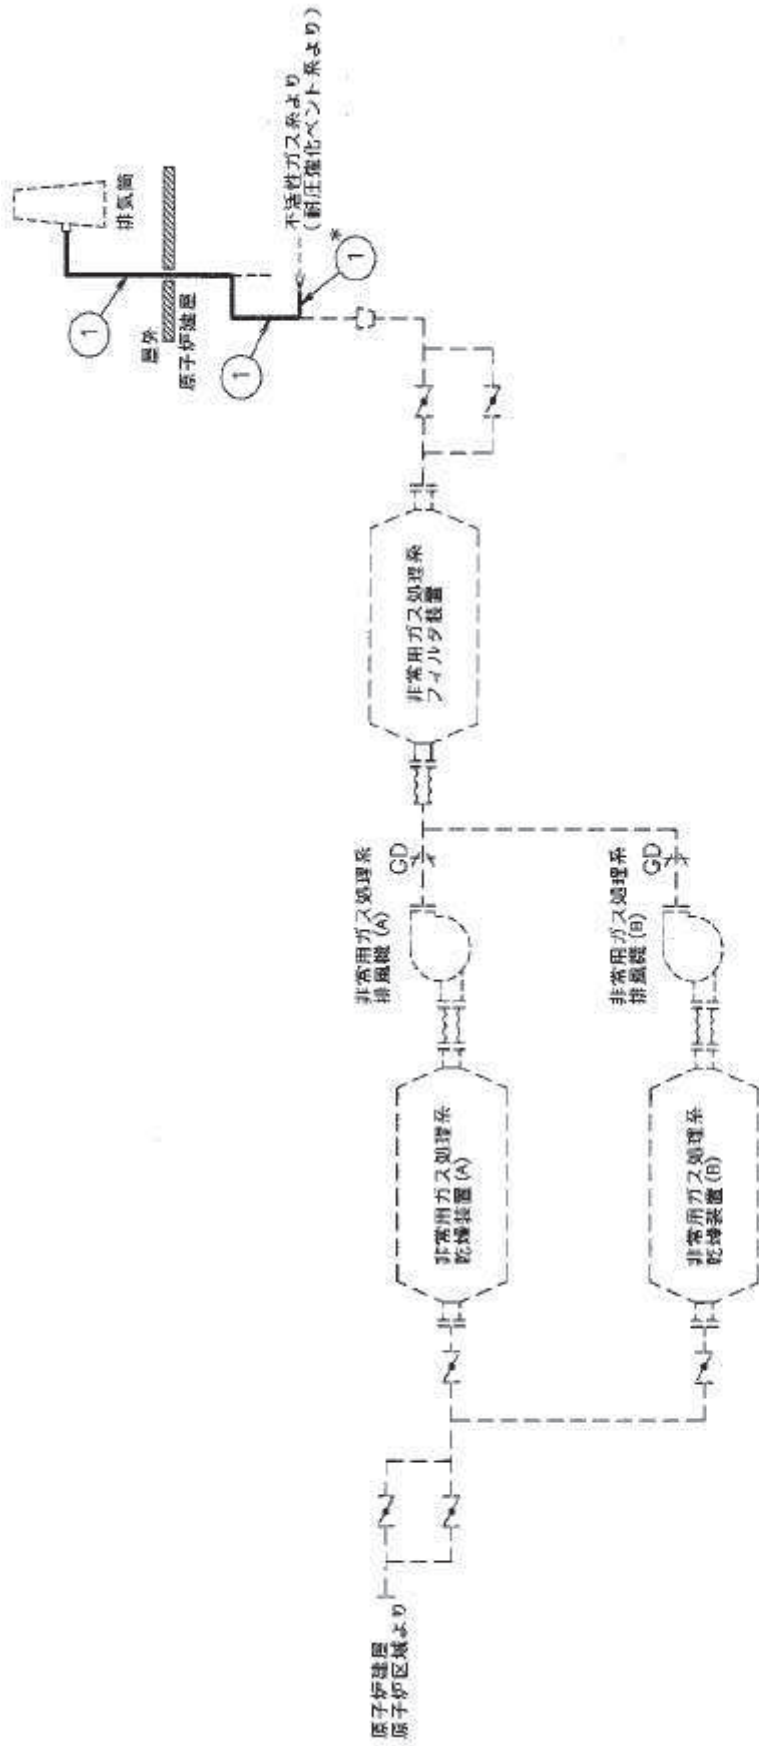 原子炉建屋
原子炉区域より
非常用ガス処理系
乾燥装置(A)
非常用ガス処理系
乾燥装置(B)
非常用ガス処理系
排風機(A)
GD
非常用ガス処理系
排風機(B)
GD
非常用ガス処理系
フィルタ装置
屋外
原子炉建屋
1
1
1
*
排気筒
不活性ガス系より
(耐圧強化ベント系より)